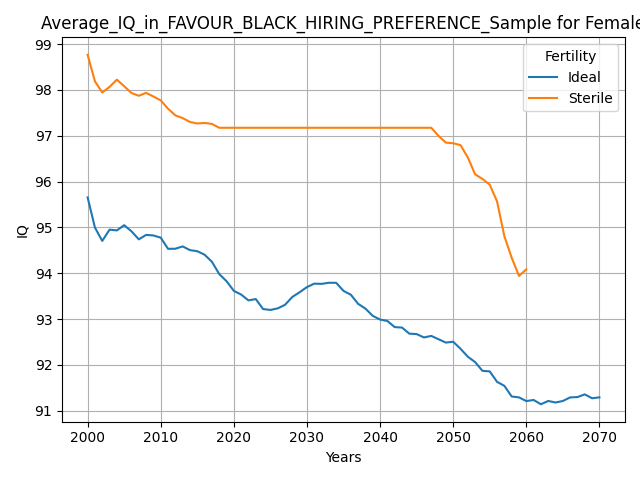 Average_IQ_in_FAVOUR_BLACK_HIRING_PREFERENCE_Sample for Female
Fertility
Ideal
Sterile
IQ
99
98
97
96
95
94
93
92
91
2000 2010 2020 2030 2040 2050 2060 2070
Years